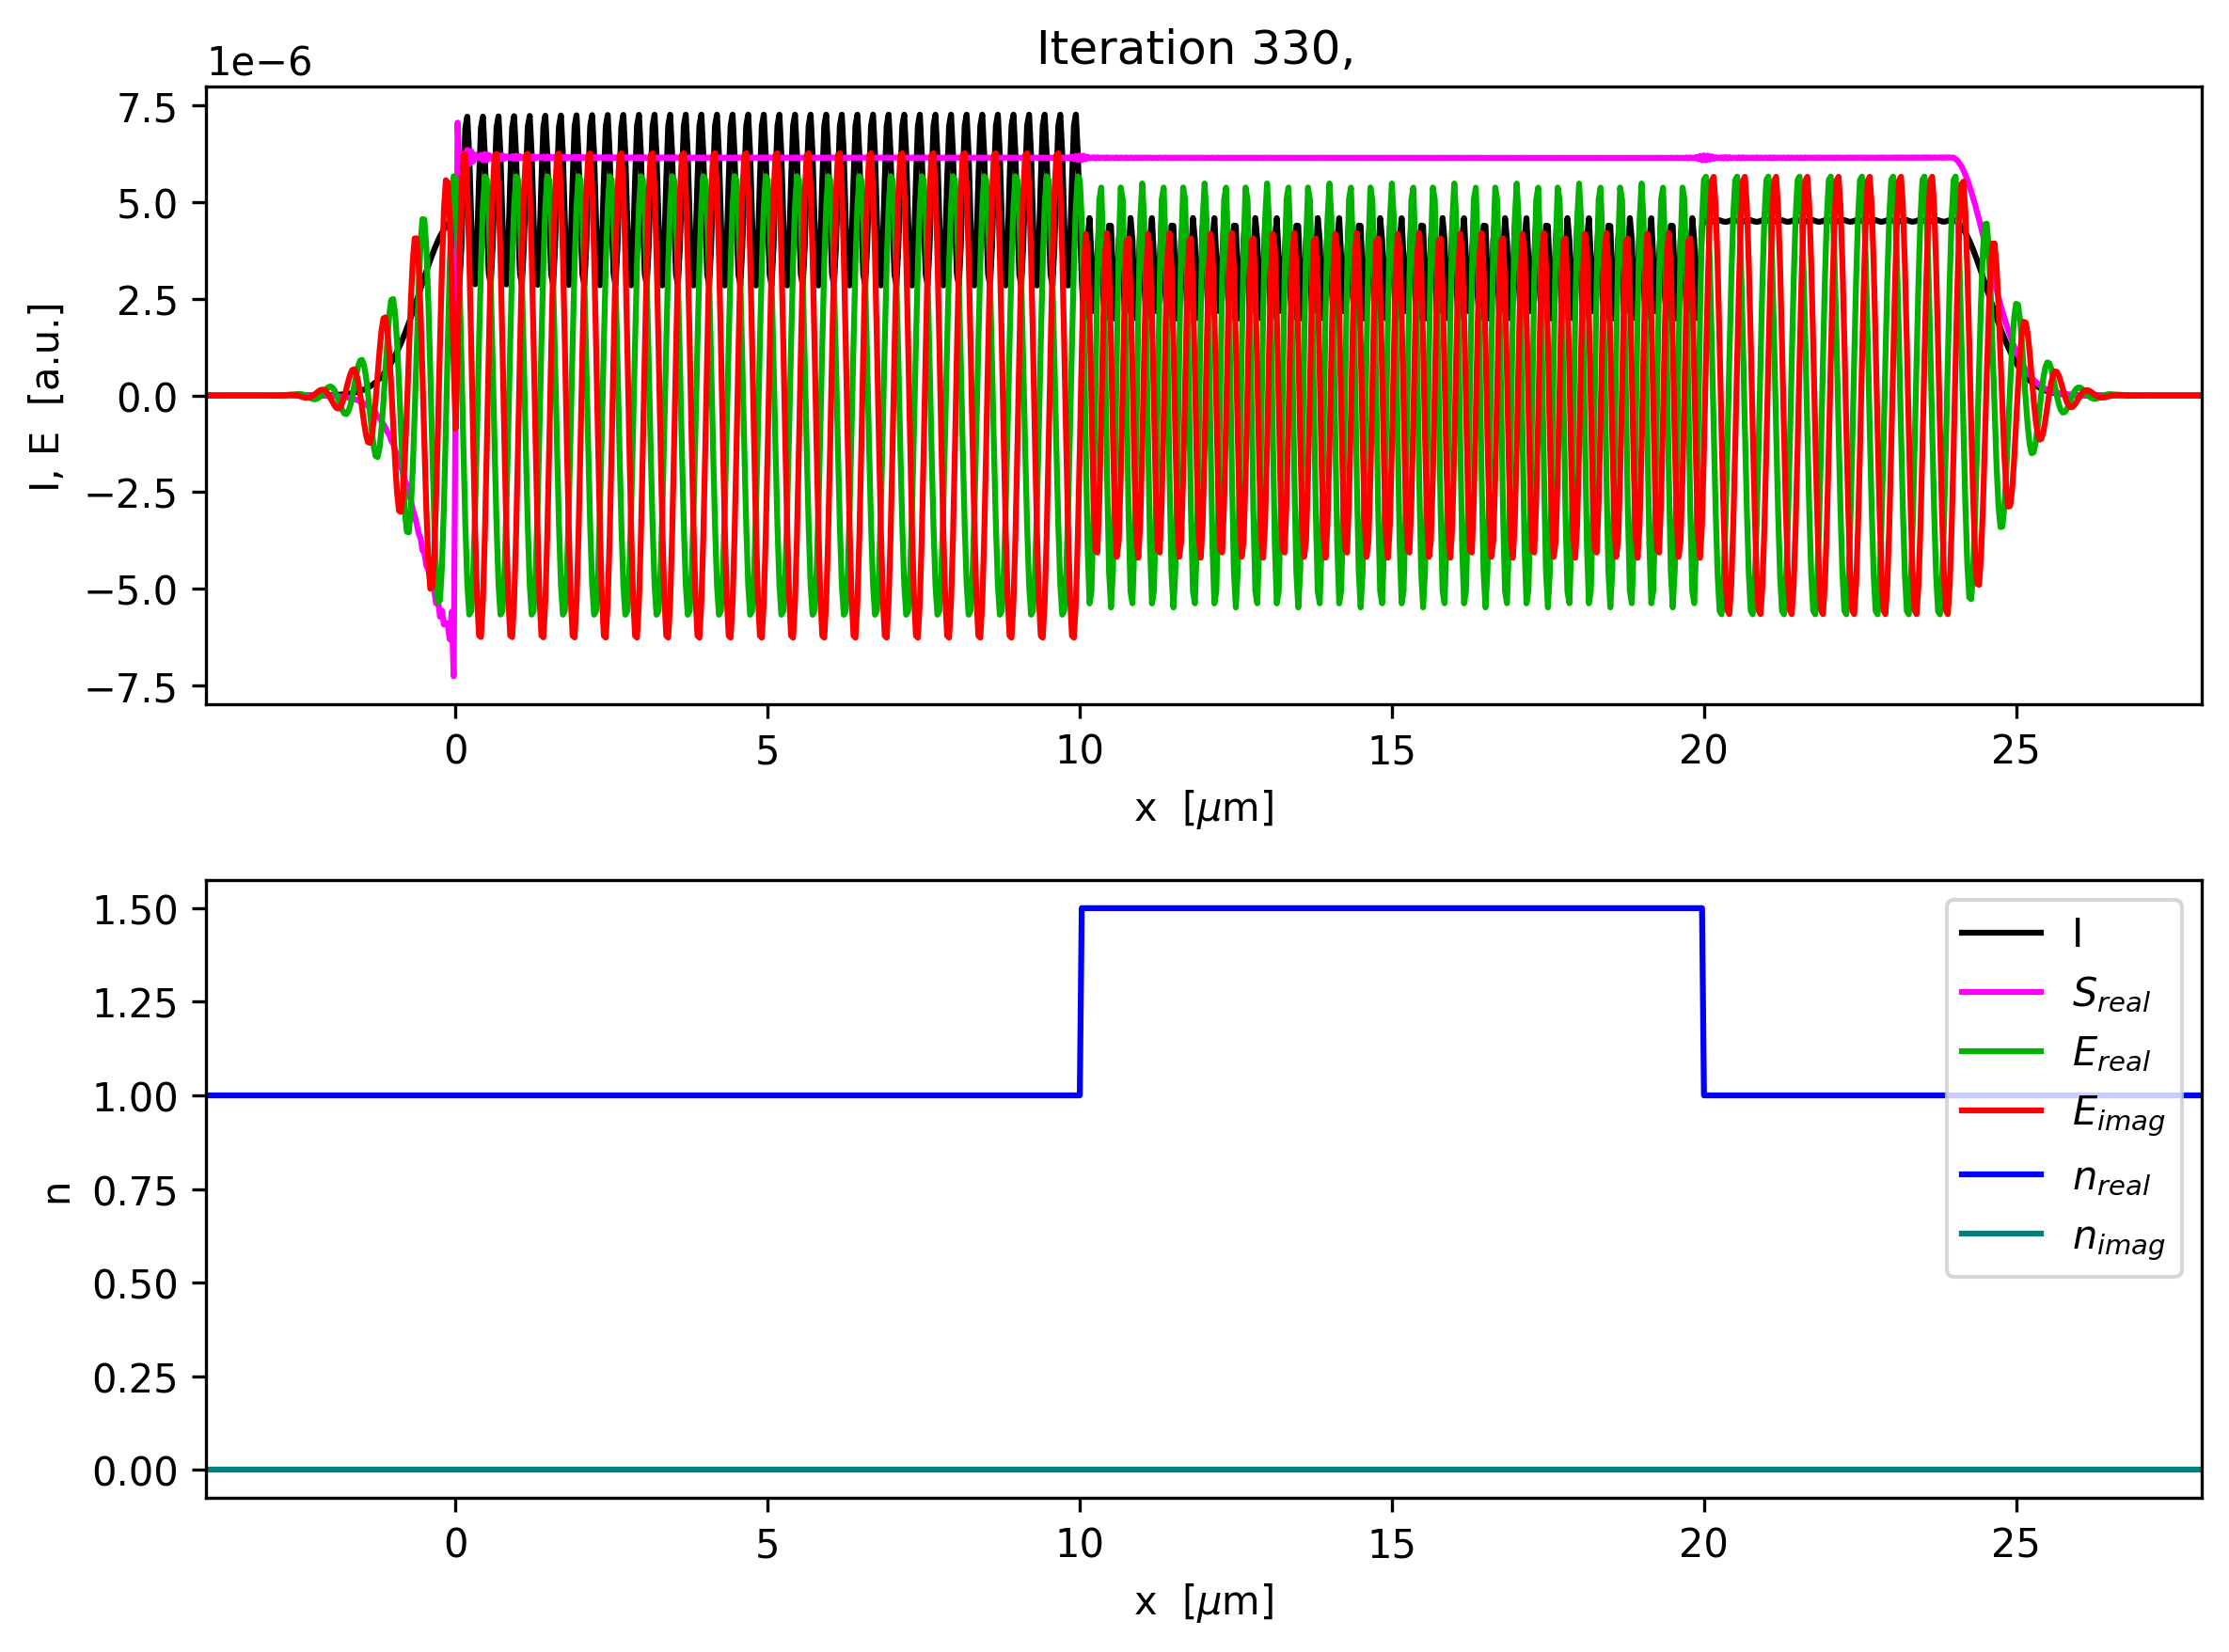 Iteration 330,
1e−6
7.5
5.0
2.5
0.0
−2.5
−5.0
−7.5
I, E [a.u.]
0 5 10 15 20 25
x [μm]
1.50
1.25
1.00
0.75
0.50
0.25
0.00
n
I
S_real
E_real
E_imag
n_real
n_imag
0 5 10 15 20 25
x [μm]